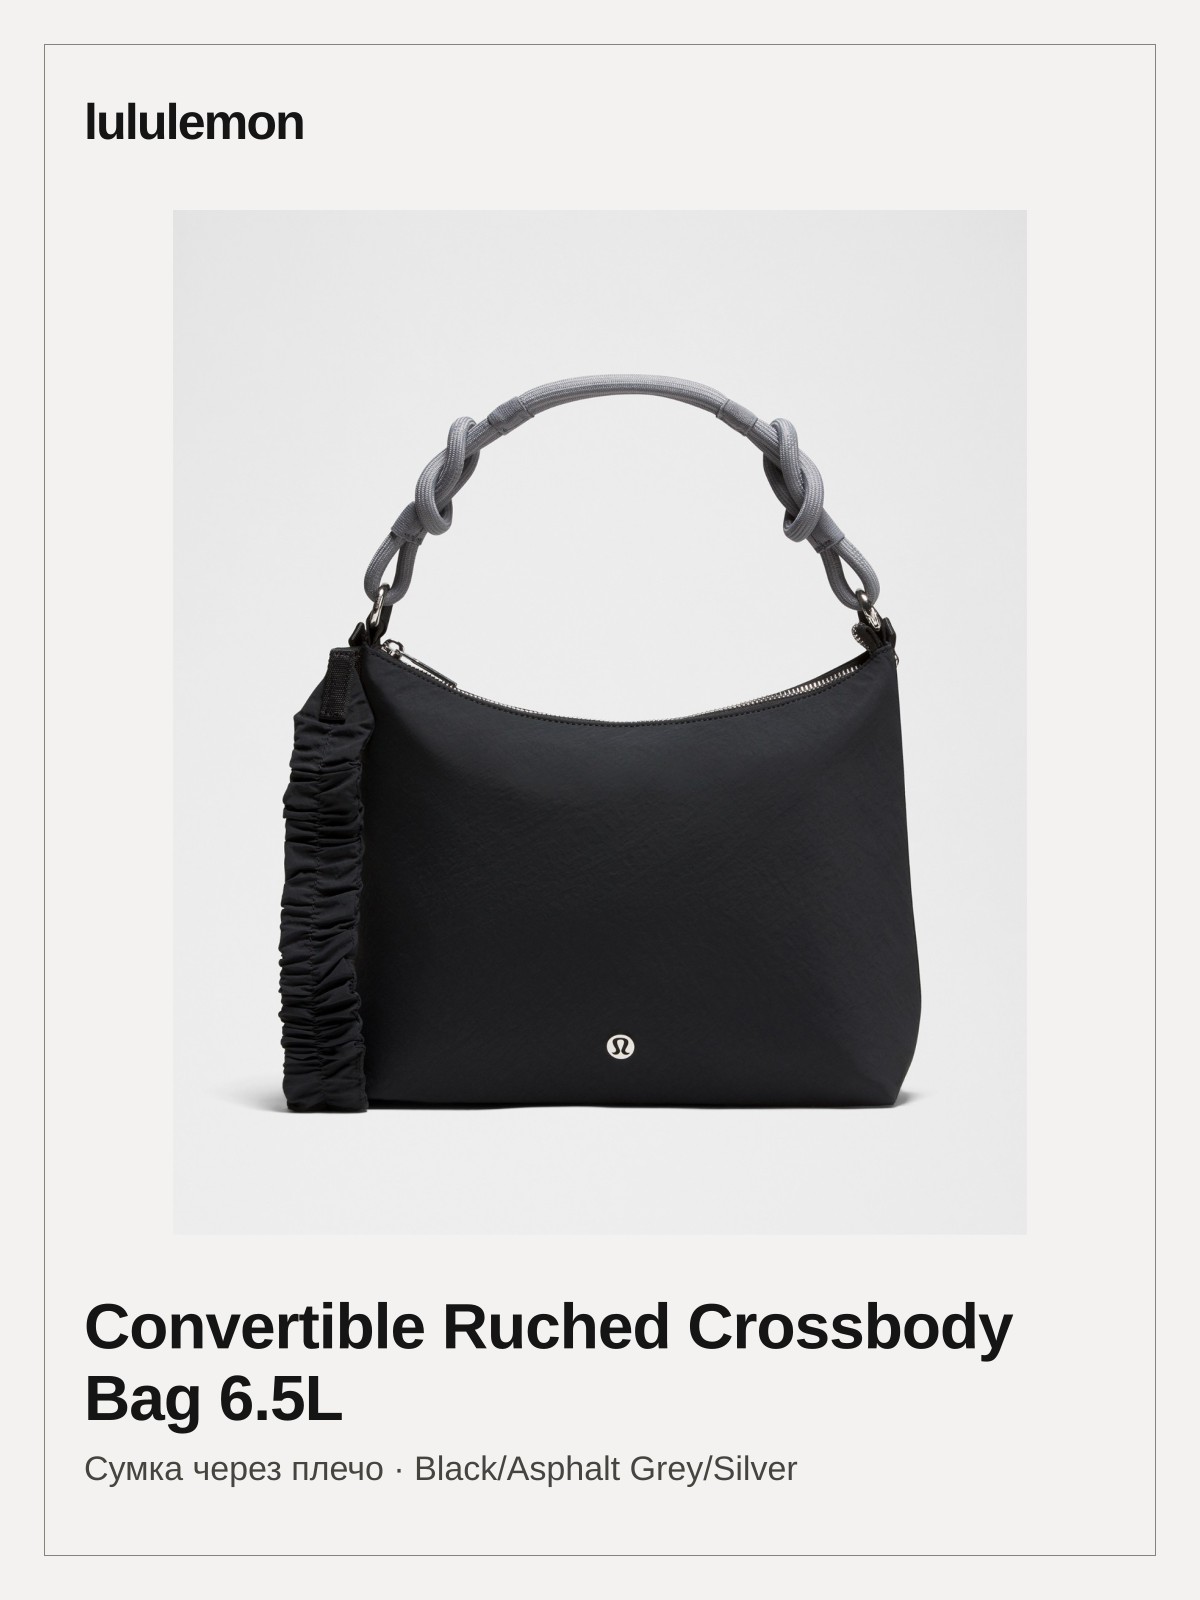 lululemon
Convertible Ruched Crossbody
Bag 6.5L
Сумка через плечо · Black/Asphalt Grey/Silver